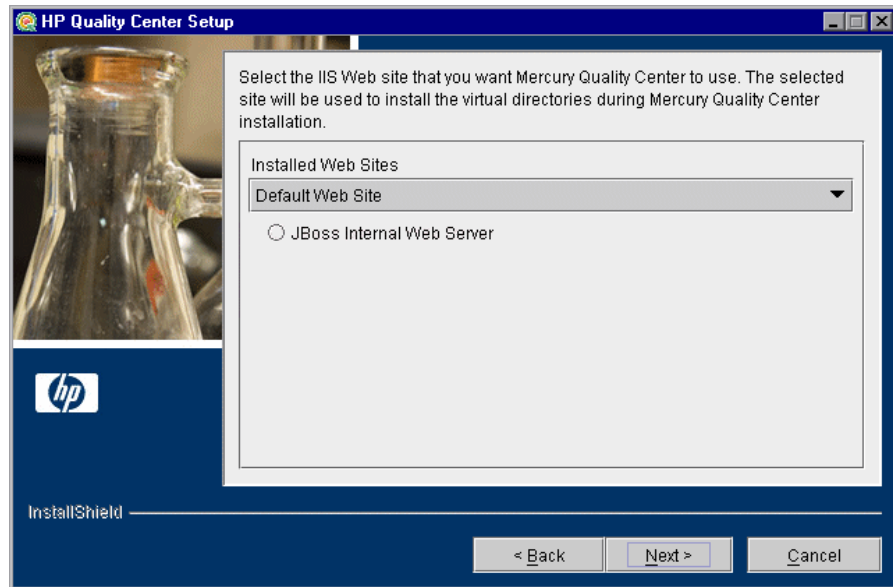 HP Quality Center Setup
Select the IIS Web site that you want Mercury Quality Center to use. The selected
site will be used to install the virtual directories during Mercury Quality Center
installation.
Installed Web Sites
Default Web Site
JBoss Internal Web Server
hp
InstallShield
< Back
Next >
Cancel